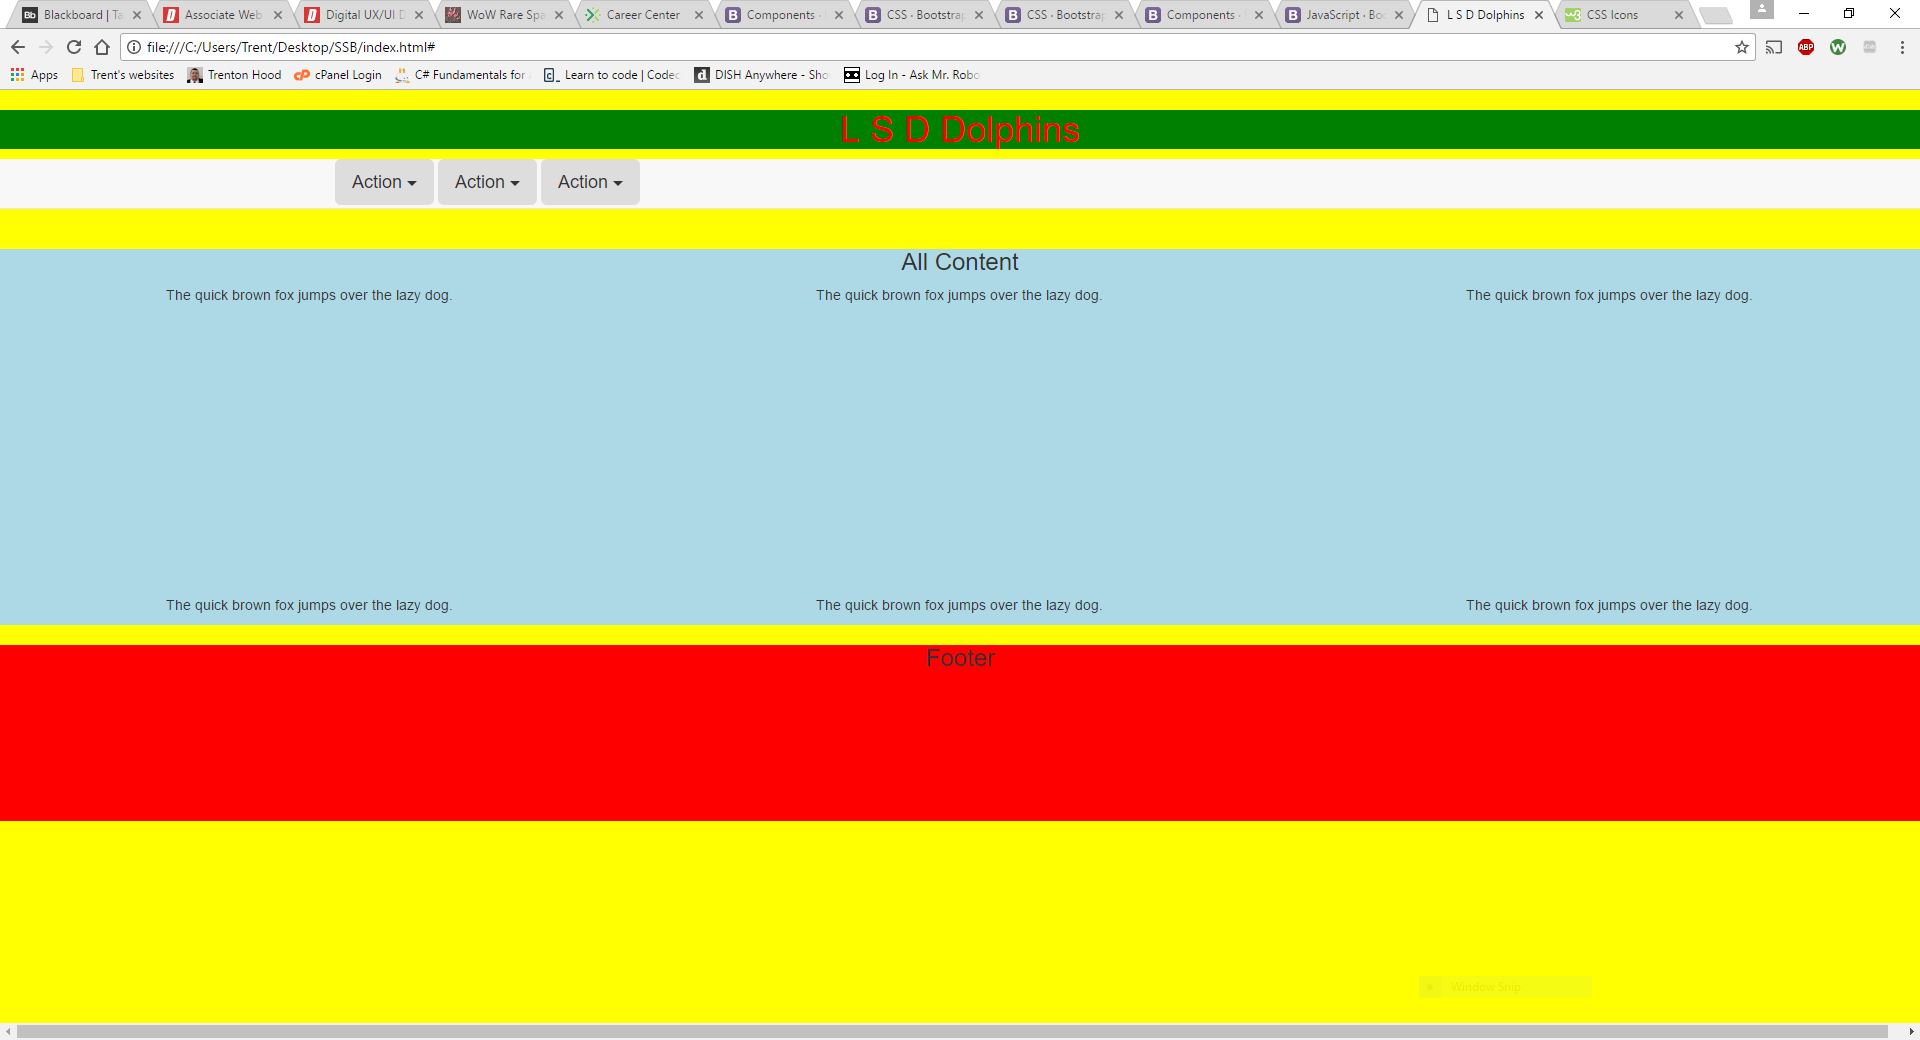 Blackboard | Ta Associate Web Digital UX/UI D WoW Rare Spa Career Center Components · CSS · Bootstrap CSS · Bootstrap Components · JavaScript · Boo L S D Dolphins CSS Icons
file:///C:/Users/Trent/Desktop/SSB/index.html#
Apps Trent's websites Trenton Hood cPanel Login C# Fundamentals for Learn to code | Codec DISH Anywhere - Sho Log In - Ask Mr. Robo
L S D Dolphins
Action Action Action
All Content
The quick brown fox jumps over the lazy dog. The quick brown fox jumps over the lazy dog. The quick brown fox jumps over the lazy dog.
The quick brown fox jumps over the lazy dog. The quick brown fox jumps over the lazy dog. The quick brown fox jumps over the lazy dog.
Footer
Window Snip